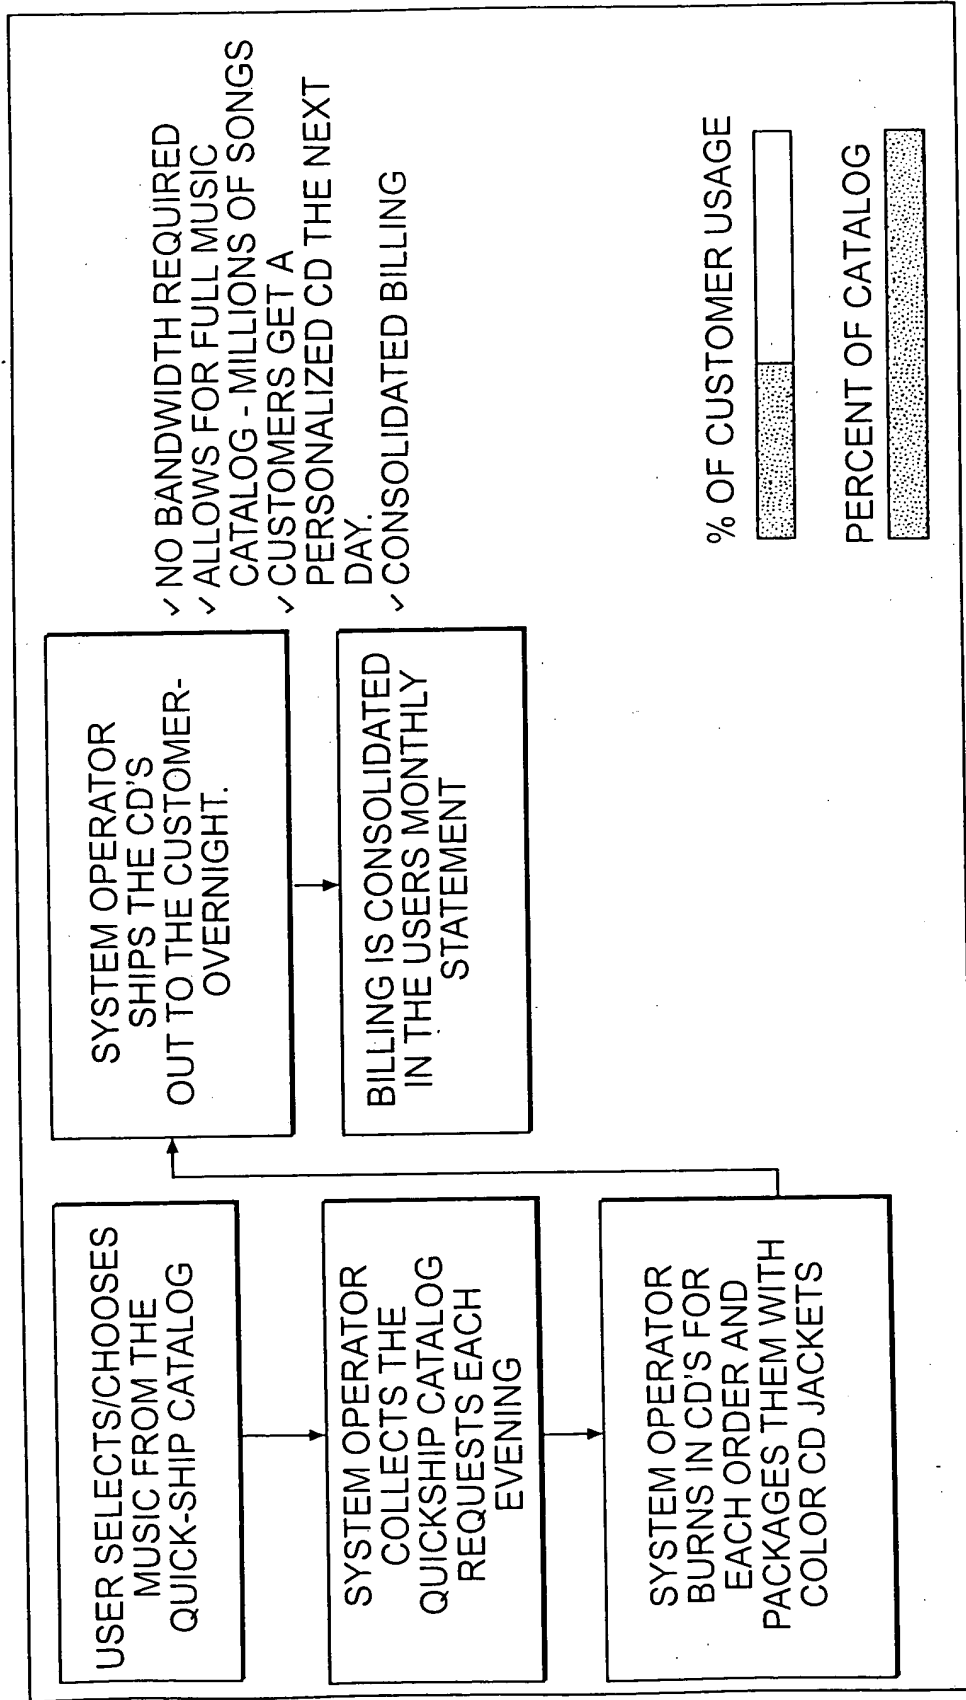 USER SELECTS/CHOOSES
MUSIC FROM THE
QUICK-SHIP CATALOG
SYSTEM OPERATOR
COLLECTS THE
QUICKSHIP CATALOG
REQUESTS EACH
EVENING
SYSTEM OPERATOR
BURNS IN CD'S FOR
EACH ORDER AND
PACKAGES THEM WITH
COLOR CD JACKETS
SYSTEM OPERATOR
SHIPS THE CD'S
OUT TO THE CUSTOMER-
OVERNIGHT.
BILLING IS CONSOLIDATED
IN THE USERS MONTHLY
STATEMENT
✓ NO BANDWIDTH REQUIRED
✓ ALLOWS FOR FULL MUSIC
CATALOG - MILLIONS OF SONGS
✓ CUSTOMERS GET A
PERSONALIZED CD THE NEXT
DAY.
✓ CONSOLIDATED BILLING
% OF CUSTOMER USAGE
PERCENT OF CATALOG